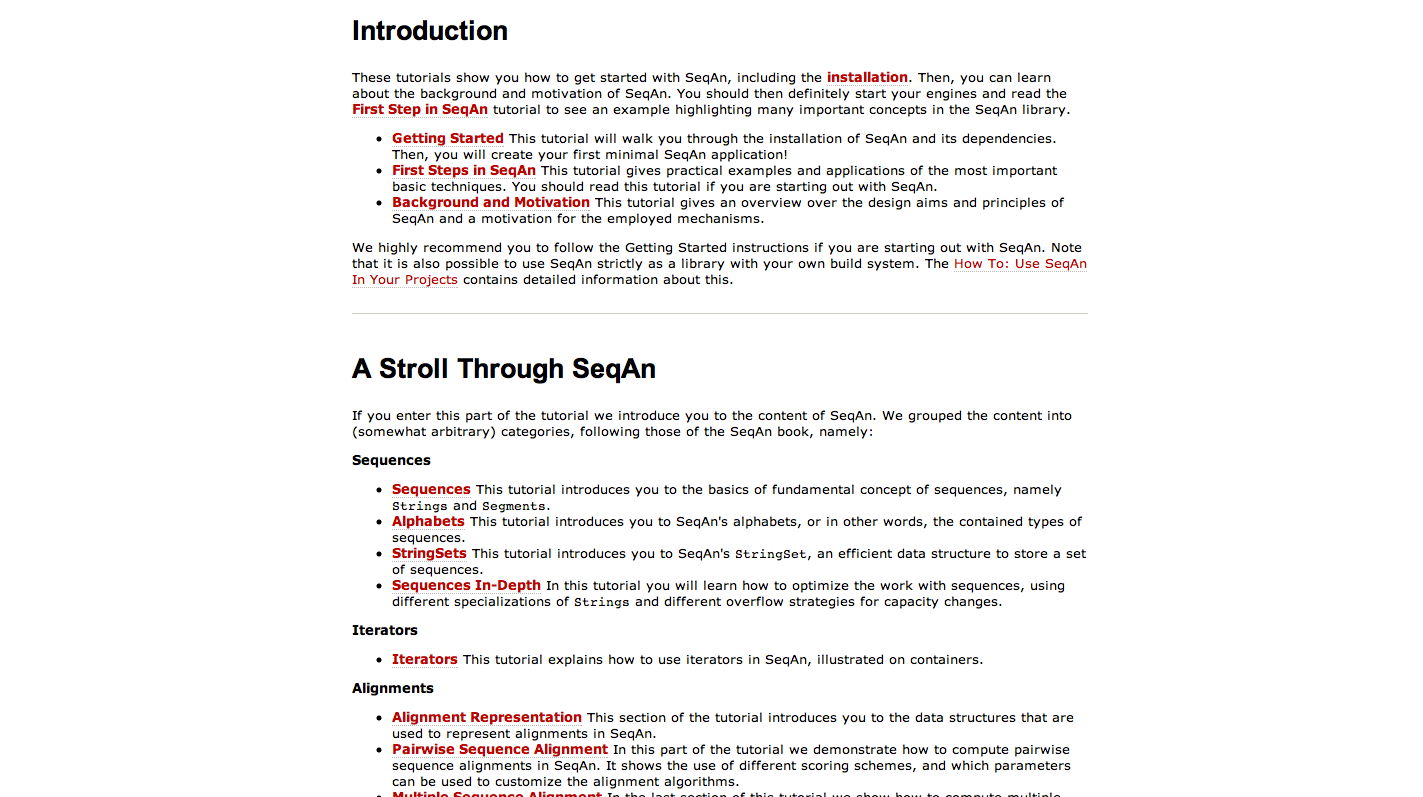 Introduction
These tutorials show you how to get started with SeqAn, including the installation. Then, you can learn
about the background and motivation of SeqAn. You should then definitely start your engines and read the
First Step in SeqAn tutorial to see an example highlighting many important concepts in the SeqAn library.
Getting Started This tutorial will walk you through the installation of SeqAn and its dependencies.
Then, you will create your first minimal SeqAn application!
First Steps in SeqAn This tutorial gives practical examples and applications of the most important
basic techniques. You should read this tutorial if you are starting out with SeqAn.
Background and Motivation This tutorial gives an overview over the design aims and principles of
SeqAn and a motivation for the employed mechanisms.
We highly recommend you to follow the Getting Started instructions if you are starting out with SeqAn. Note
that it is also possible to use SeqAn strictly as a library with your own build system. The How To: Use SeqAn
In Your Projects contains detailed information about this.
A Stroll Through SeqAn
If you enter this part of the tutorial we introduce you to the content of SeqAn. We grouped the content into
(somewhat arbitrary) categories, following those of the SeqAn book, namely:
Sequences
Sequences This tutorial introduces you to the basics of fundamental concept of sequences, namely
Strings and Segments.
Alphabets This tutorial introduces you to SeqAn's alphabets, or in other words, the contained types of
sequences.
StringSets This tutorial introduces you to SeqAn's StringSet, an efficient data structure to store a set
of sequences.
Sequences In-Depth In this tutorial you will learn how to optimize the work with sequences, using
different specializations of Strings and different overflow strategies for capacity changes.
Iterators
Iterators This tutorial explains how to use iterators in SeqAn, illustrated on containers.
Alignments
Alignment Representation This section of the tutorial introduces you to the data structures that are
used to represent alignments in SeqAn.
Pairwise Sequence Alignment In this part of the tutorial we demonstrate how to compute pairwise
sequence alignments in SeqAn. It shows the use of different scoring schemes, and which parameters
can be used to customize the alignment algorithms.
Multiple Sequence Alignment In the last section of this tutorial we show how to compute multiple